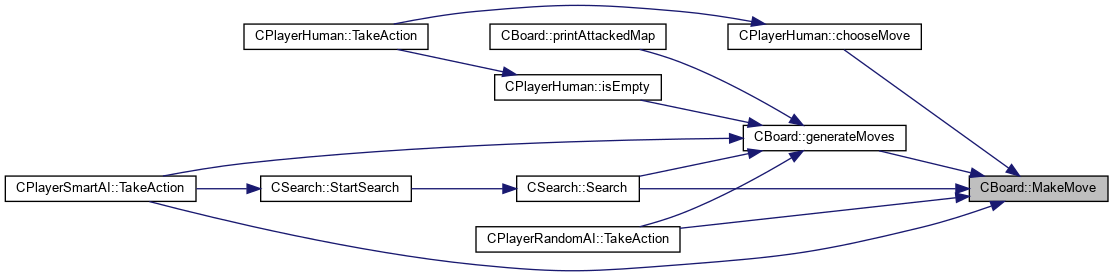 CPlayerHuman::TakeAction
CBoard::printAttackedMap
CPlayerHuman::chooseMove
CPlayerHuman::isEmpty
CBoard::generateMoves
CPlayerSmartAI::TakeAction
CSearch::StartSearch
CSearch::Search
CBoard::MakeMove
CPlayerRandomAI::TakeAction